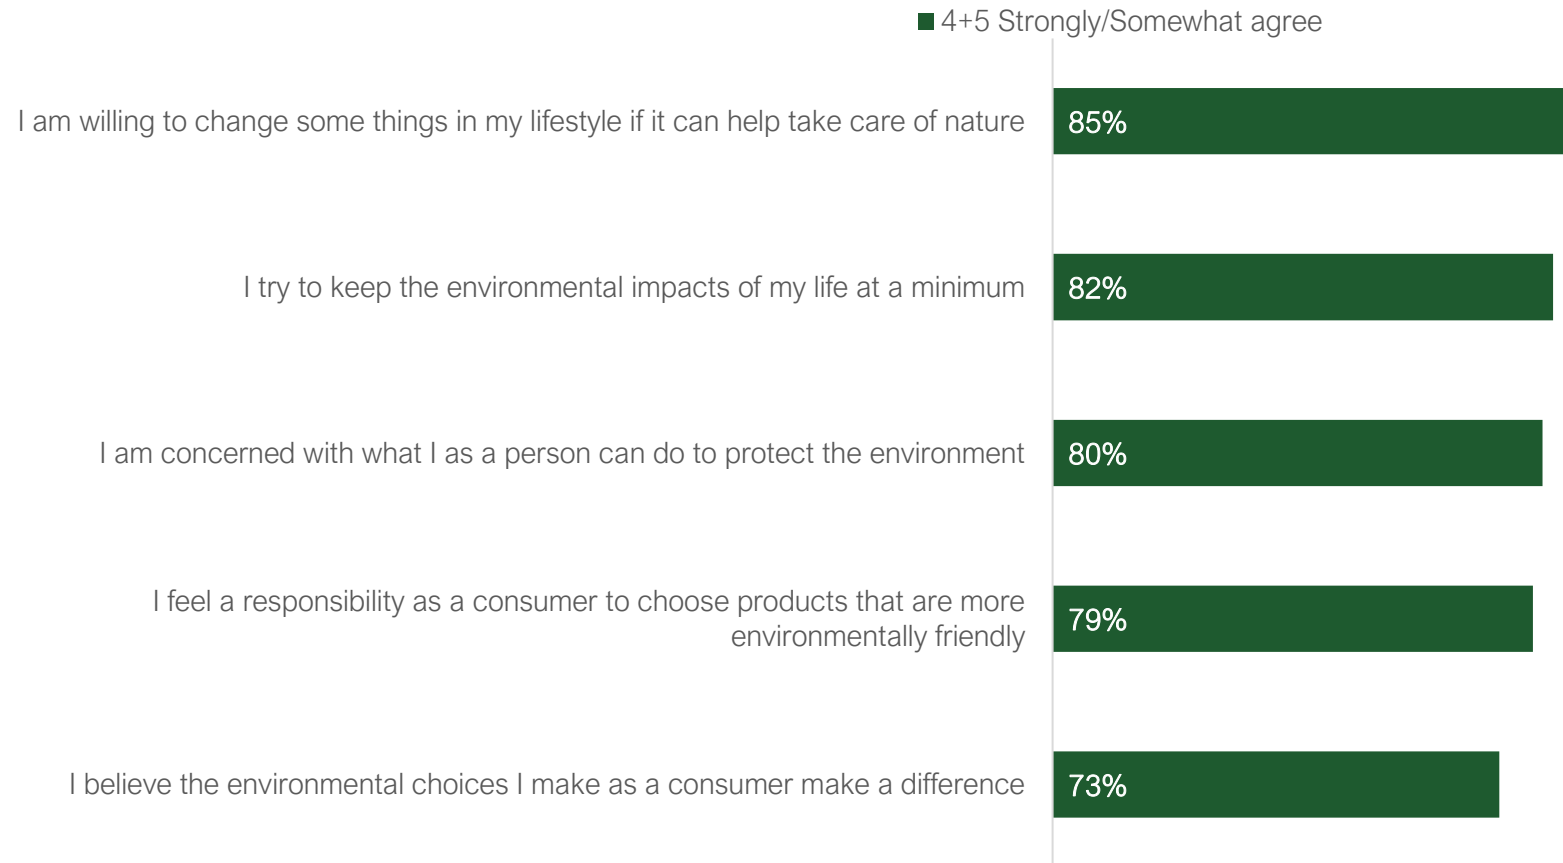 4+5 Strongly/Somewhat agree
I am willing to change some things in my lifestyle if it can help take care of nature
85%
I try to keep the environmental impacts of my life at a minimum
82%
I am concerned with what I as a person can do to protect the environment
80%
I feel a responsibility as a consumer to choose products that are more
environmentally friendly
79%
I believe the environmental choices I make as a consumer make a difference
73%